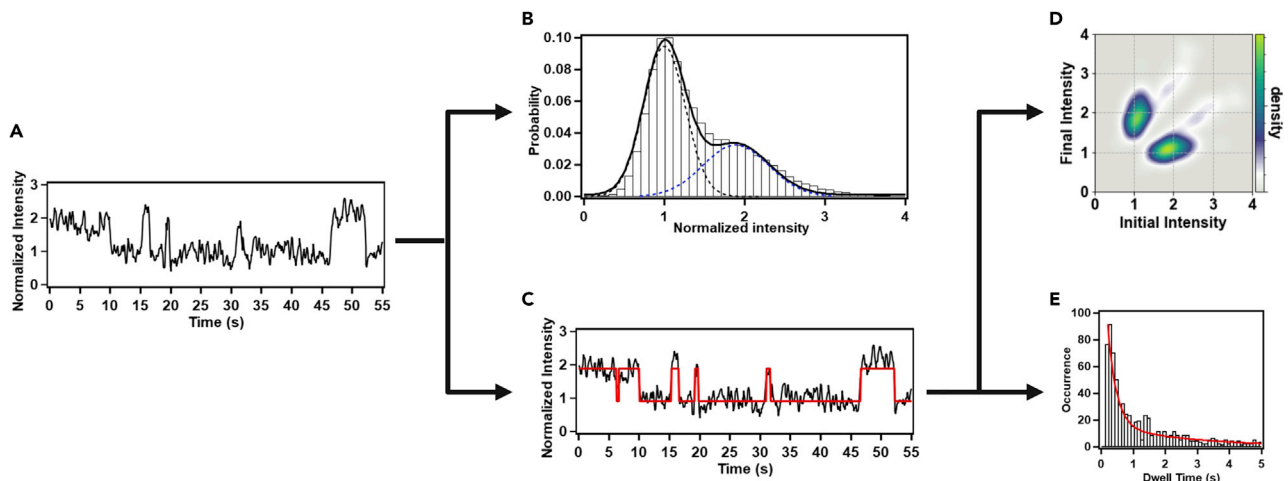 A
Normalized Intensity
3
2
1
0
0 5 10 15 20 25 30 35 40 45 50 55
Time (s)
B
Probability
0.10
0.08
0.06
0.04
0.02
0.00
0 1 2 3 4
Normalized intensity
C
Normalized Intensity
3
2
1
0
0 5 10 15 20 25 30 35 40 45 50 55
Time (s)
D
Final Intensity
4
3
2
1
0
0 1 2 3 4
Initial Intensity
density
E
Occurrence
100
80
60
40
20
0
0 1 2 3 4 5
Dwell Time (s)